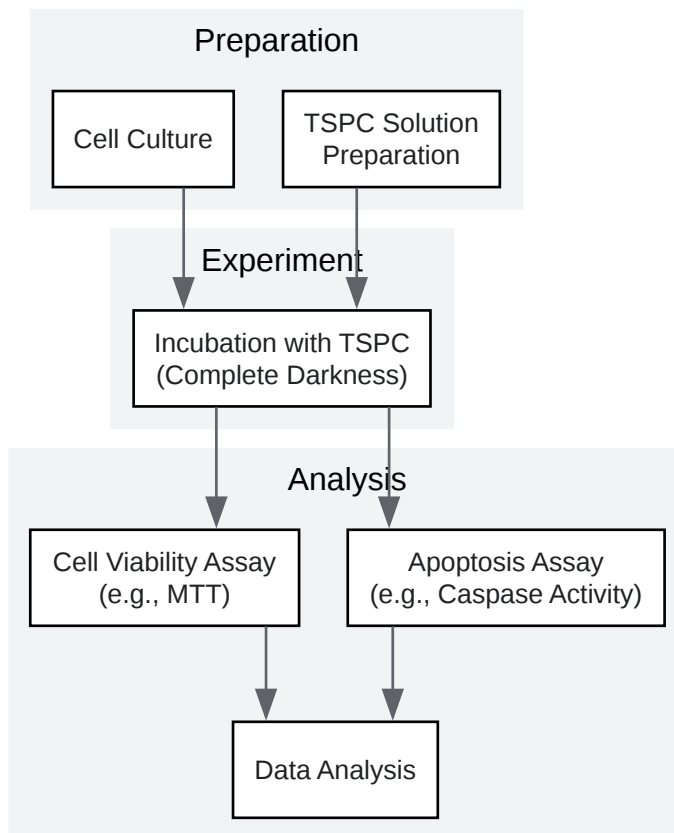 Preparation
Cell Culture
TSPC Solution
Preparation
Experiment
Incubation with TSPC
(Complete Darkness)
Analysis
Cell Viability Assay
(e.g., MTT)
Apoptosis Assay
(e.g., Caspase Activity)
Data Analysis